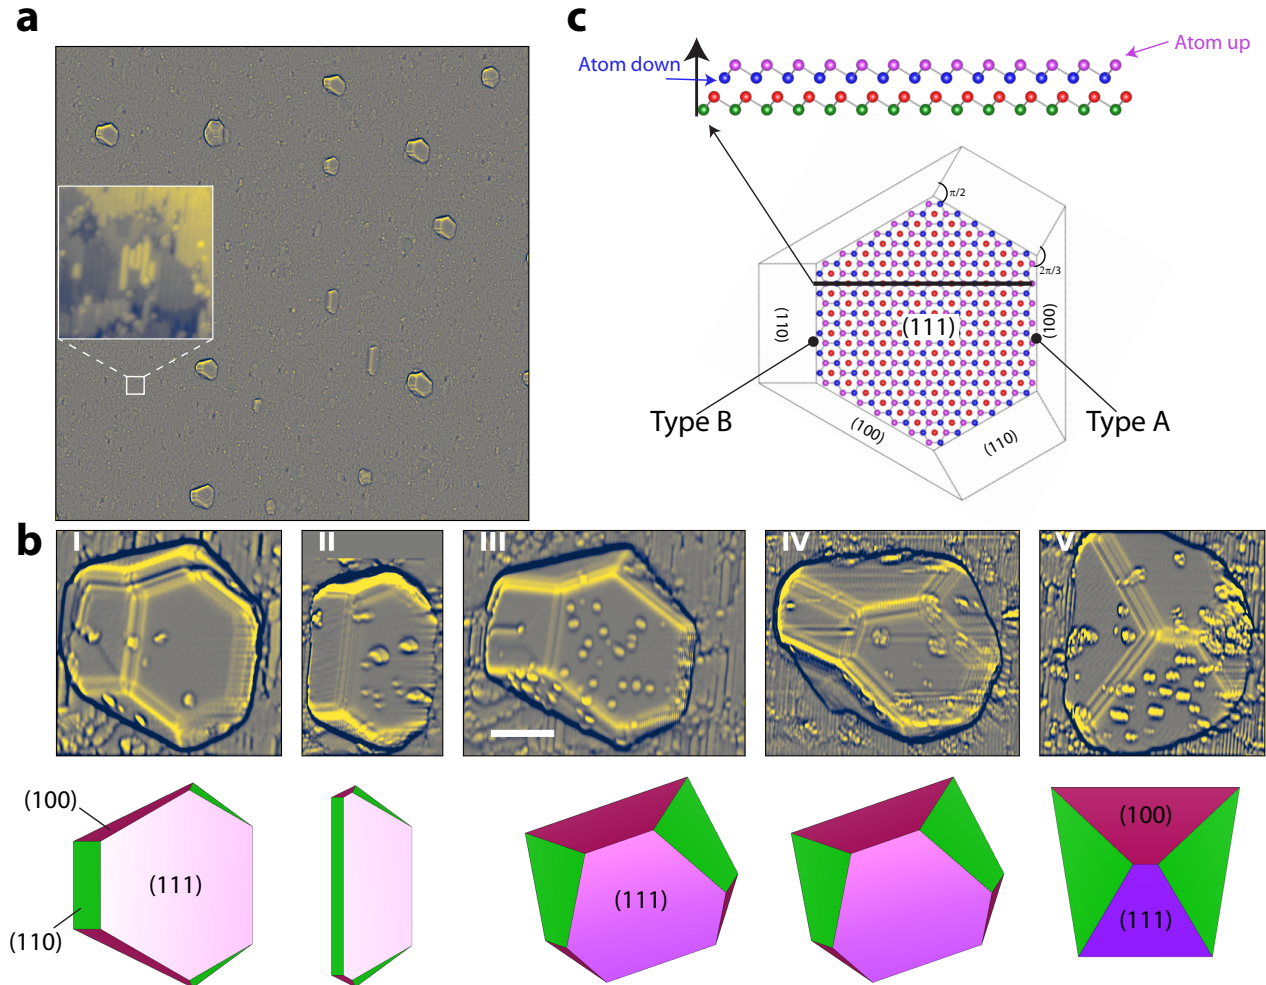 a
c
Atom up
Atom down
π/2
2π/3
(110)
(111)
(100)
Type B
Type A
(100)
(110)
b
I
II
III
IV
V
(100)
(111)
(110)
(111)
(100)
(111)